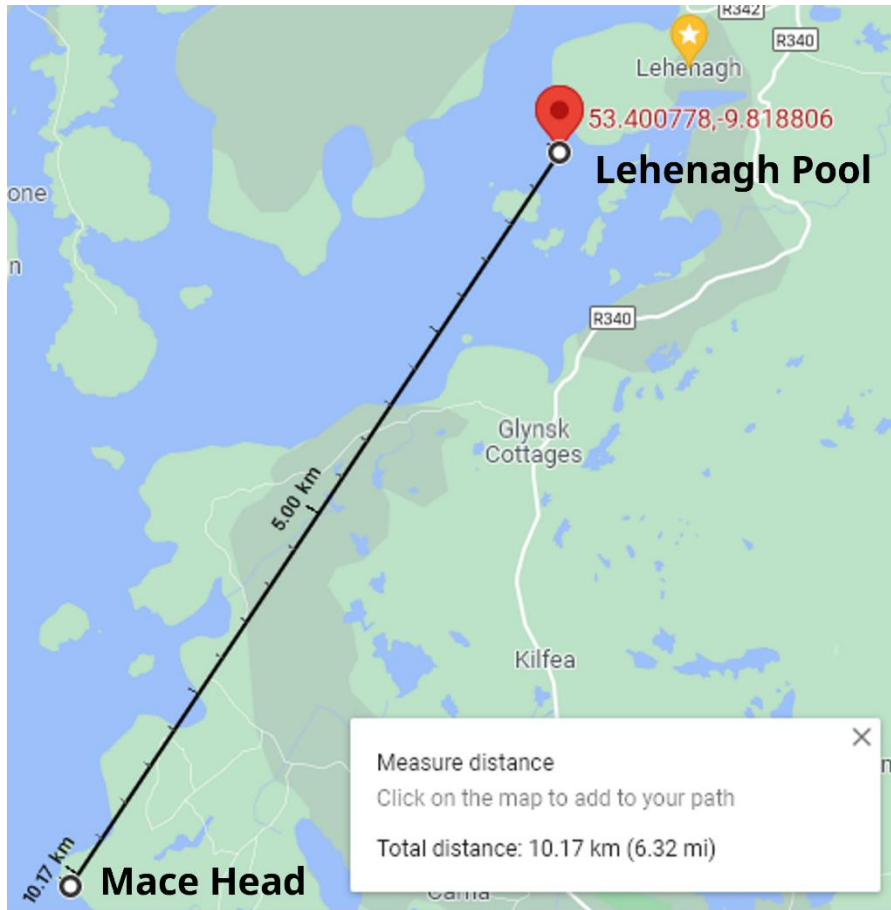 R342
R340
Lehenagh
53.400778,-9.818806
Lehenagh Pool
one
n
R340
Glynsk
Cottages
5.00 km
Kilfea
Measure distance
Click on the map to add to your path
Total distance: 10.17 km (6.32 mi)
10.17 km
Mace Head
Carna